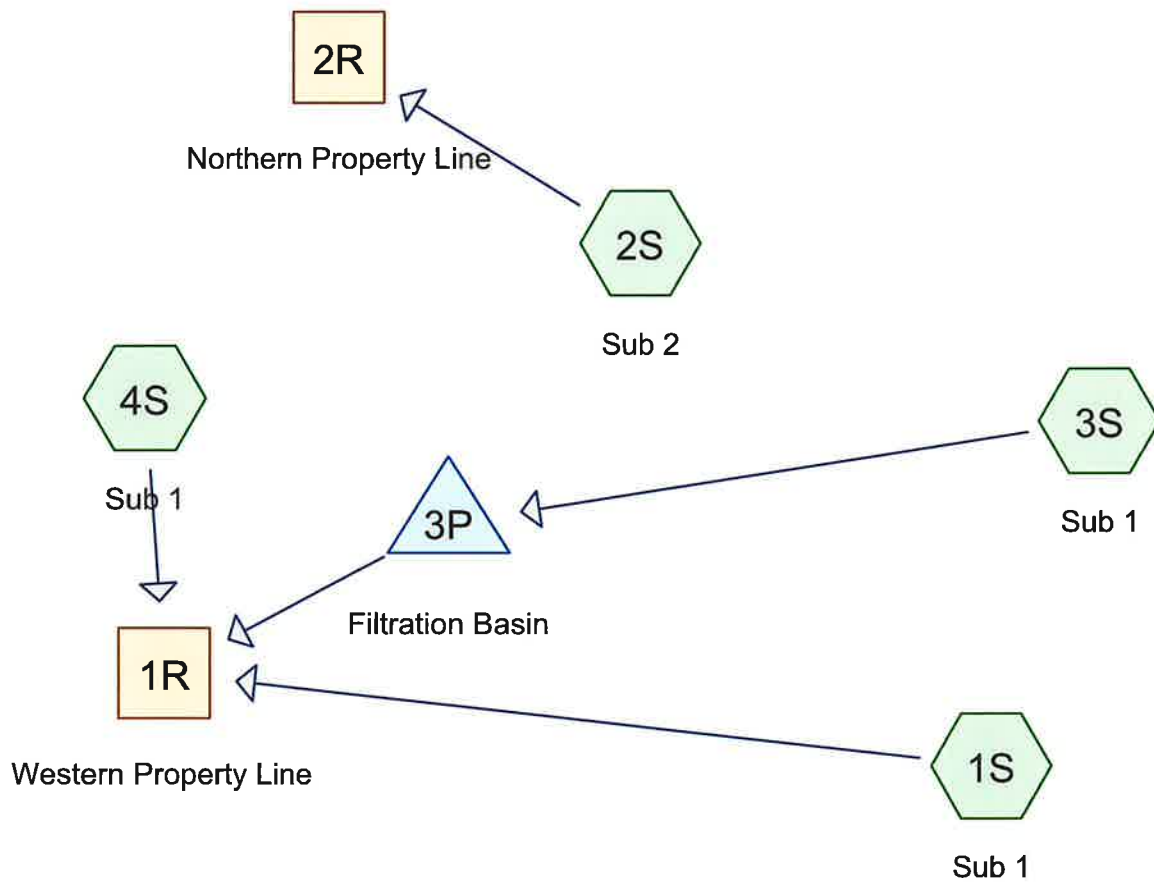 2R
Northern Property Line
2S
Sub 2
4S
Sub 1
3S
Sub 1
3P
Filtration Basin
1R
Western Property Line
1S
Sub 1